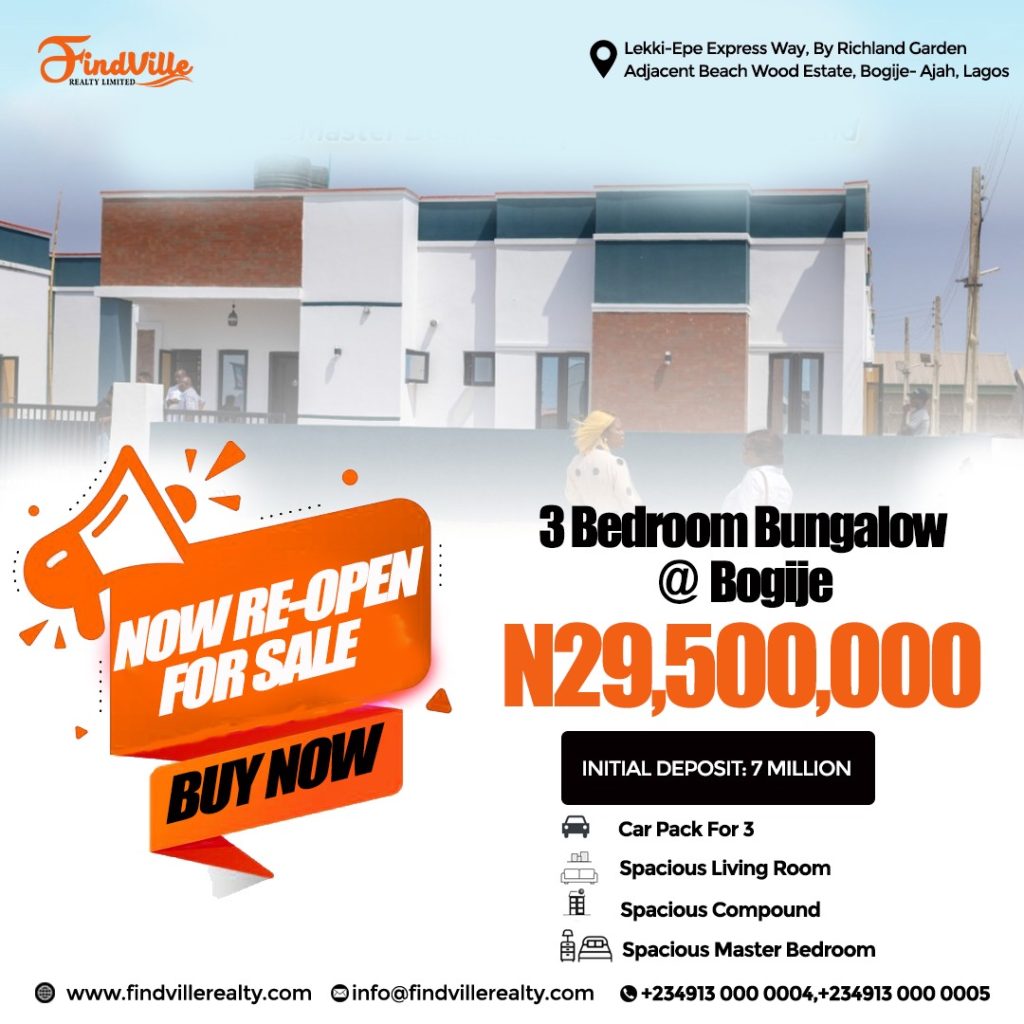 FindVille
REALTY LIMITED
Lekki-Epe Express Way, By Richland Garden
Adjacent Beach Wood Estate, Bogije- Ajah, Lagos
NOW RE-OPEN
FOR SALE
BUY NOW
3 Bedroom Bungalow
@ Bogije
N29,500,000
INITIAL DEPOSIT: 7 MILLION
Car Pack For 3
Spacious Living Room
Spacious Compound
Spacious Master Bedroom
www.findvillerealty.com info@findvillerealty.com +234913 000 0004,+234913 000 0005